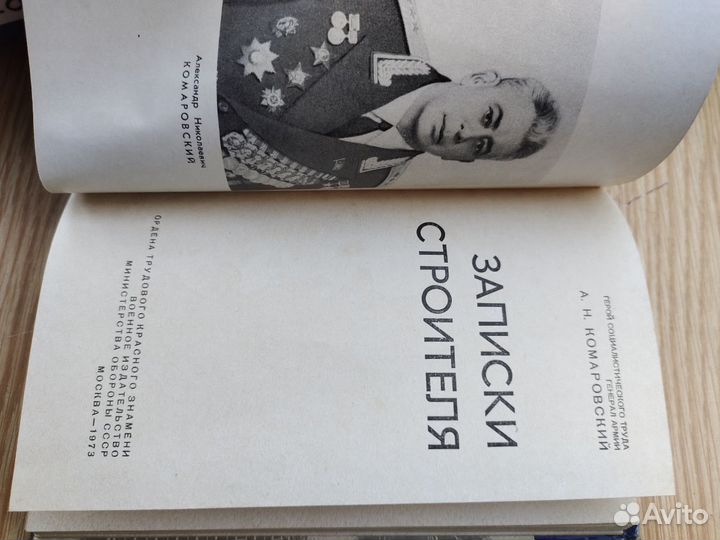 Александр Николаевич
КОМАРОВСКИЙ
ГЕРОЙ СОЦИАЛИСТИЧЕСКОГО ТРУДА
ГЕНЕРАЛ АРМИИ
А. Н. КОМАРОВСКИЙ
ЗАПИСКИ
СТРОИТЕЛЯ
ОРДЕНА ТРУДОВОГО КРАСНОГО ЗНАМЕНИ
ВОЕННОЕ ИЗДАТЕЛЬСТВО
МИНИСТЕРСТВА ОБОРОНЫ СССР
МОСКВА—1973
Avito